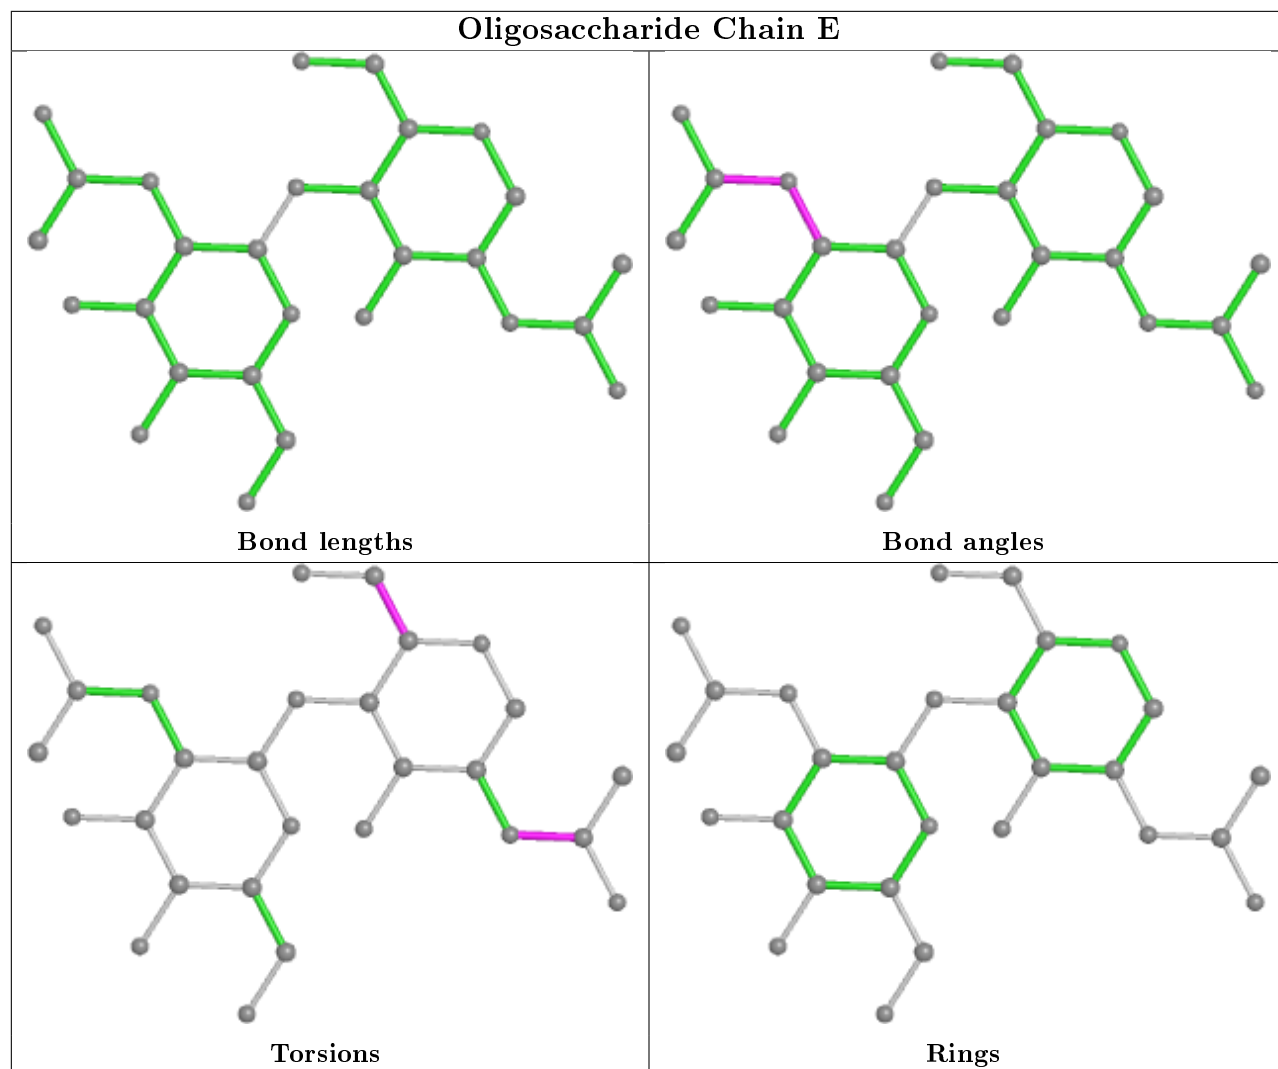 Oligosaccharide Chain E
Bond lengths
Bond angles
Torsions
Rings